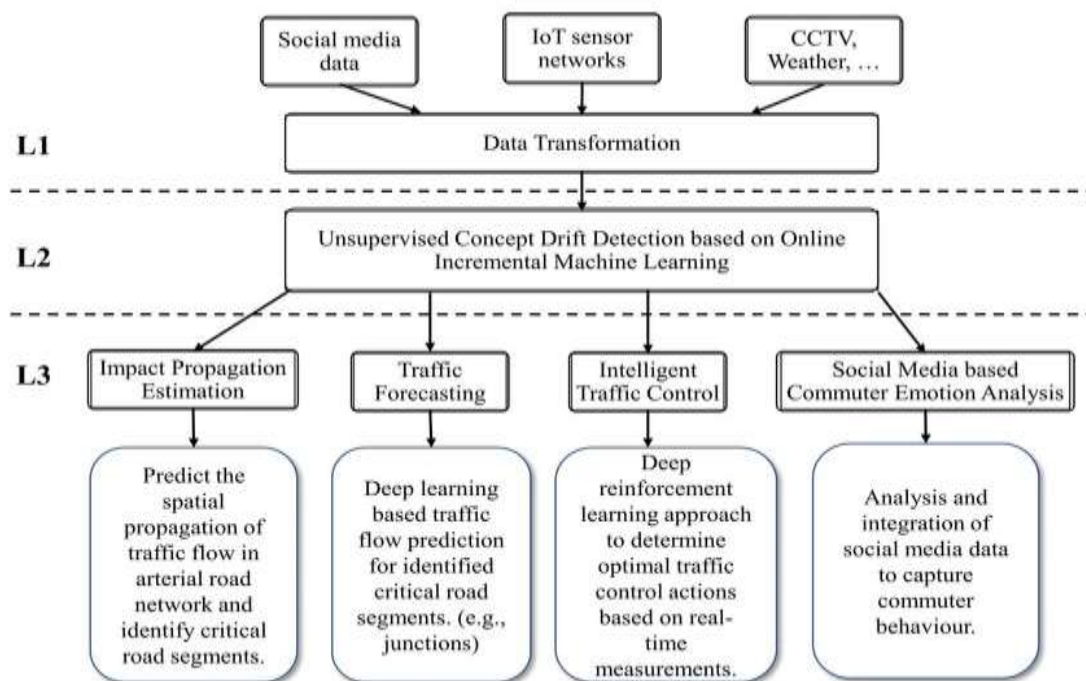 Social media
data
IoT sensor
networks
CCTV,
Weather, ...
L1
Data Transformation
L2
Unsupervised Concept Drift Detection based on Online
Incremental Machine Learning
L3
Impact Propagation
Estimation
Traffic
Forecasting
Intelligent
Traffic Control
Social Media based
Commuter Emotion Analysis
Predict the
spatial
propagation of
traffic flow in
arterial road
network and
identify critical
road segments.
Deep learning
based traffic
flow prediction
for identified
critical road
segments. (e.g.,
junctions)
Deep
reinforcement
learning approach
to determine
optimal traffic
control actions
based on real-
time
measurements.
Analysis and
integration of
social media data
to capture
commuter
behaviour.